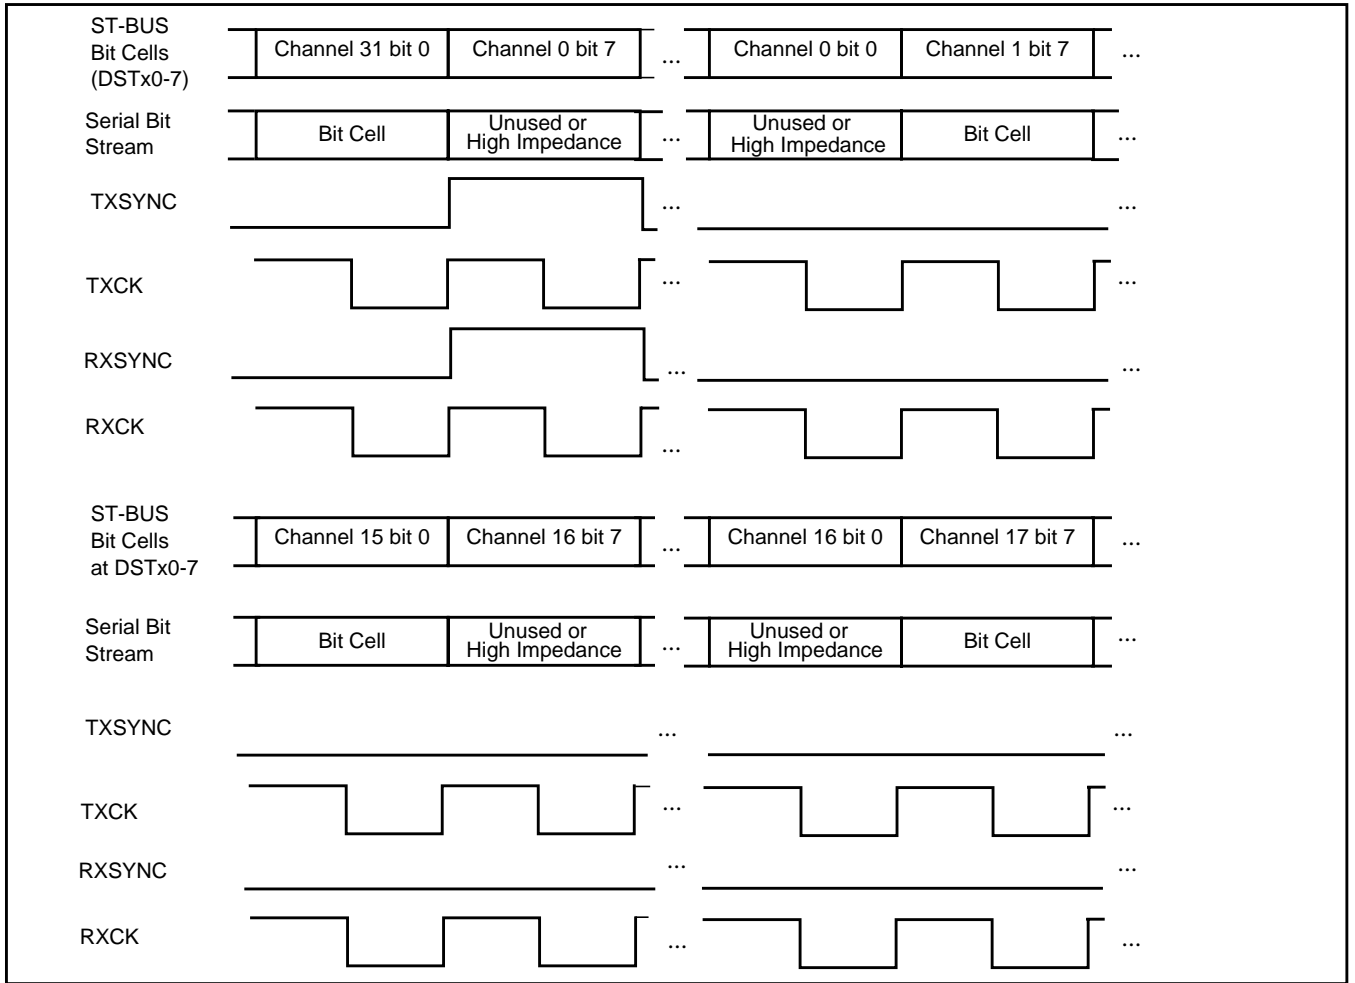 ST-BUS
Bit Cells
(DSTx0-7)
Channel 31 bit 0
Channel 0 bit 7
...
Channel 0 bit 0
Channel 1 bit 7
...
Serial Bit
Stream
Bit Cell
Unused or
High Impedance
...
Unused or
High Impedance
Bit Cell
...
TXSYNC
...
...
TXCK
...
...
RXSYNC
...
...
RXCK
...
ST-BUS
Bit Cells
at DSTx0-7
Channel 15 bit 0
Channel 16 bit 7
...
Channel 16 bit 0
Channel 17 bit 7
...
Serial Bit
Stream
Bit Cell
Unused or
High Impedance
...
Unused or
High Impedance
Bit Cell
...
TXSYNC
...
...
TXCK
...
...
RXSYNC
...
...
RXCK
...
...